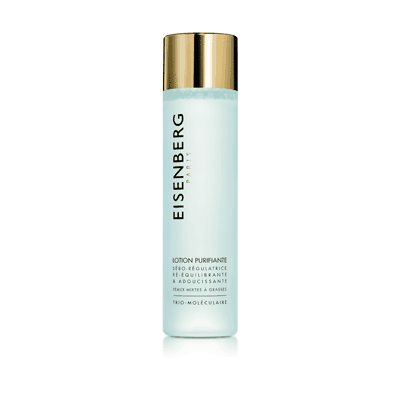 EISENBERG
PARIS
LOTION PURIFIANTE
SÉBO-RÉGULATRICE
RÉ-ÉQUILIBRANTE
& ADOUCISSANTE
PEAUX MIXTES À GRASSES
TRIO-MOLÉCULAIRE